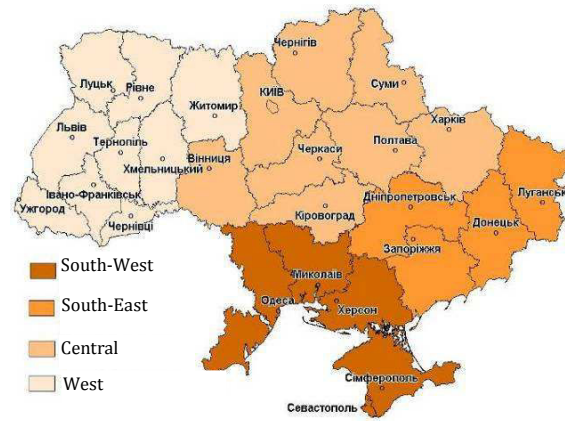 Чернігів
Луцьк
Рівне
Суми
Житомир
КИЇВ
Харків
Львів
Тернопіль
Полтава
Черкаси
Вінниця
Хмельницький
Івано-Франківськ
Дніпропетровськ
Луганськ
Ужгород
Кіровоград
Чернівці
Донецьк
Запоріжжя
South-West
Миколаїв
South-East
Одеса
Херсон
Central
West
Сімферополь
Севастополь